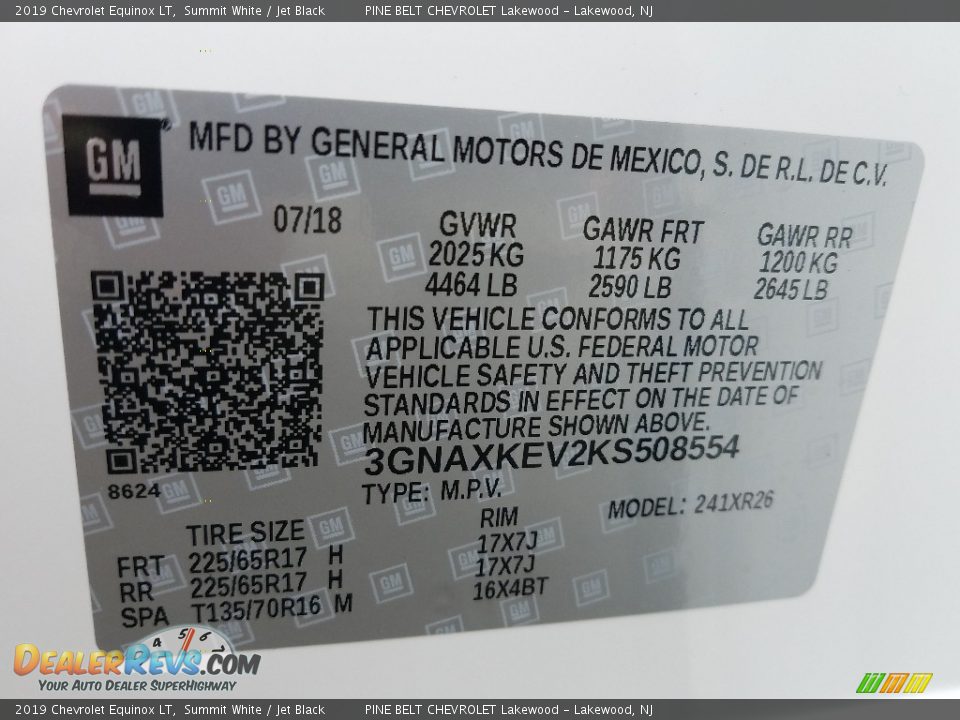 2019 Chevrolet Equinox LT, Summit White / Jet Black PINE BELT CHEVROLET Lakewood – Lakewood, NJ
GM
MFD BY GENERAL MOTORS DE MEXICO, S. DE R.L. DE C.V.
07/18 GVWR GAWR FRT GAWR RR
2025 KG 1175 KG 1200 KG
4464 LB 2590 LB 2645 LB
THIS VEHICLE CONFORMS TO ALL
APPLICABLE U.S. FEDERAL MOTOR
VEHICLE SAFETY AND THEFT PREVENTION
STANDARDS IN EFFECT ON THE DATE OF
MANUFACTURE SHOWN ABOVE.
3GNAXKEV2KS508554
8624
TYPE: M.P.V. MODEL: 241XR26
TIRE SIZE RIM
FRT 225/65R17 H 17X7J
RR 225/65R17 H 17X7J
SPA T135/70R16 M 16X4BT
4 5 6 7
DEALERREVS.COM
YOUR AUTO DEALER SUPERHIGHWAY
2019 Chevrolet Equinox LT, Summit White / Jet Black PINE BELT CHEVROLET Lakewood – Lakewood, NJ